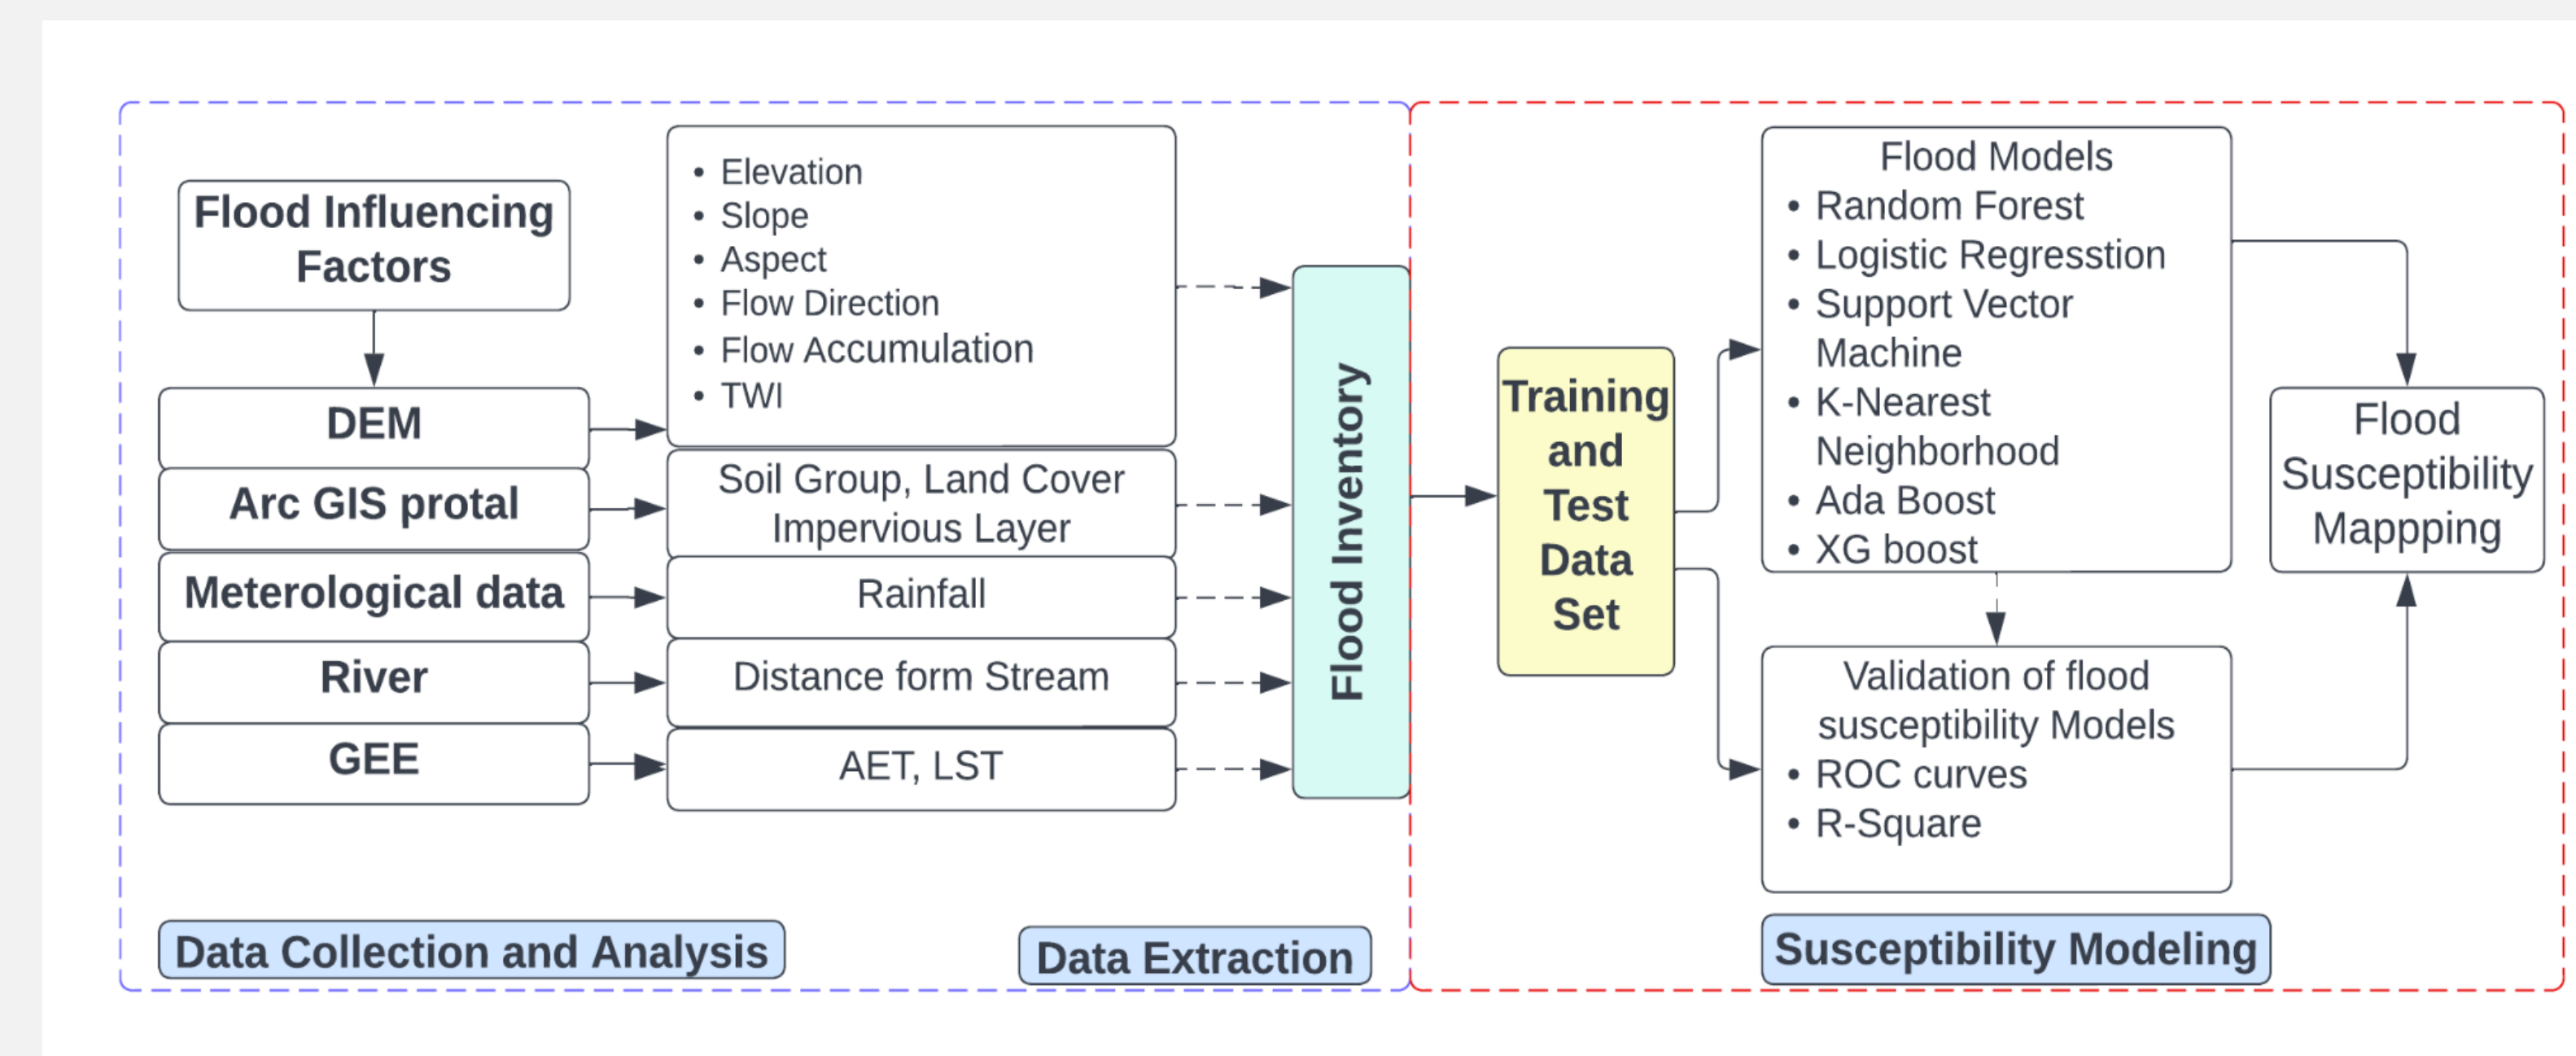 Flood Influencing
Factors
DEM
Arc GIS protal
Meterological data
River
GEE
• Elevation
• Slope
• Aspect
• Flow Direction
• Flow Accumulation
• TWI
Soil Group, Land Cover
Impervious Layer
Rainfall
Distance form Stream
AET, LST
Flood Inventory
Data Collection and Analysis
Data Extraction
Training
and
Test
Data
Set
Flood Models
• Random Forest
• Logistic Regresstion
• Support Vector
Machine
• K-Nearest
Neighborhood
• Ada Boost
• XG boost
Validation of flood
susceptibility Models
• ROC curves
• R-Square
Flood
Susceptibility
Mappping
Susceptibility Modeling